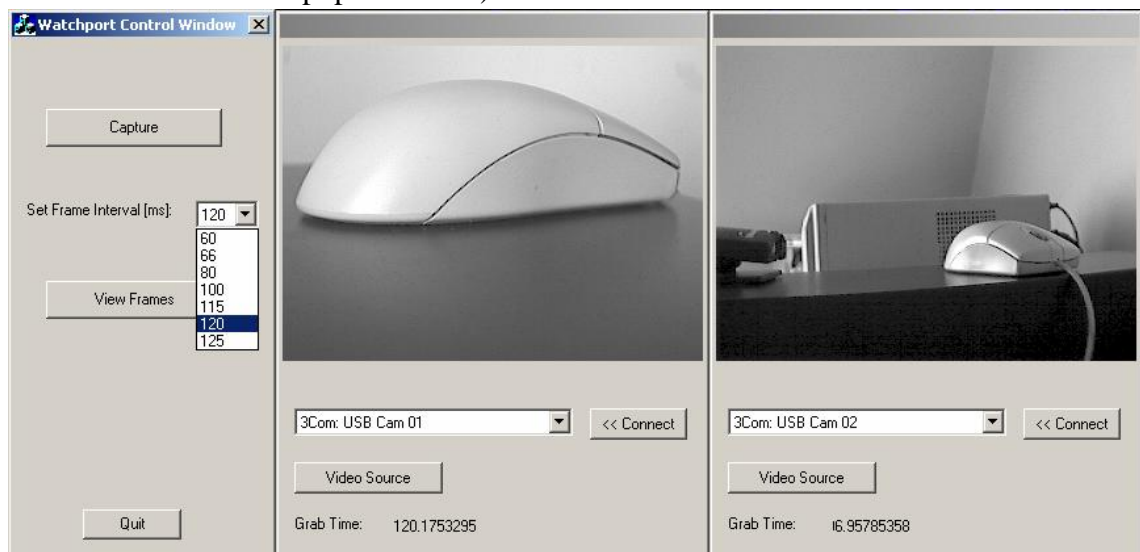 Watchport Control Window
Capture
Set Frame Interval [ms]:
120
60
66
80
100
115
120
125
View Frames
Quit
3Com: USB Cam 01
<< Connect
Video Source
Grab Time: 120.1753295
3Com: USB Cam 02
<< Connect
Video Source
Grab Time: 6.95785358